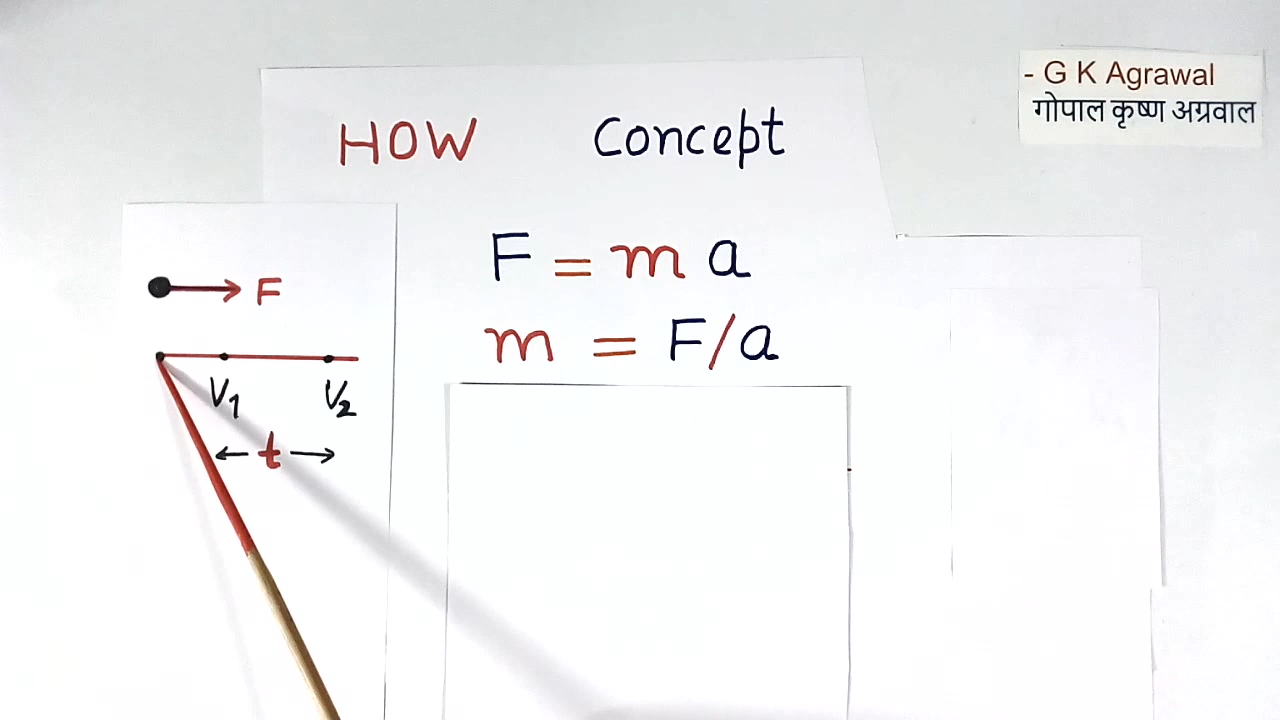 - G K Agrawal
गोपाल कृष्ण अग्रवाल
HOW Concept
F = m a
m = F/a
F
V1 V2
← t →